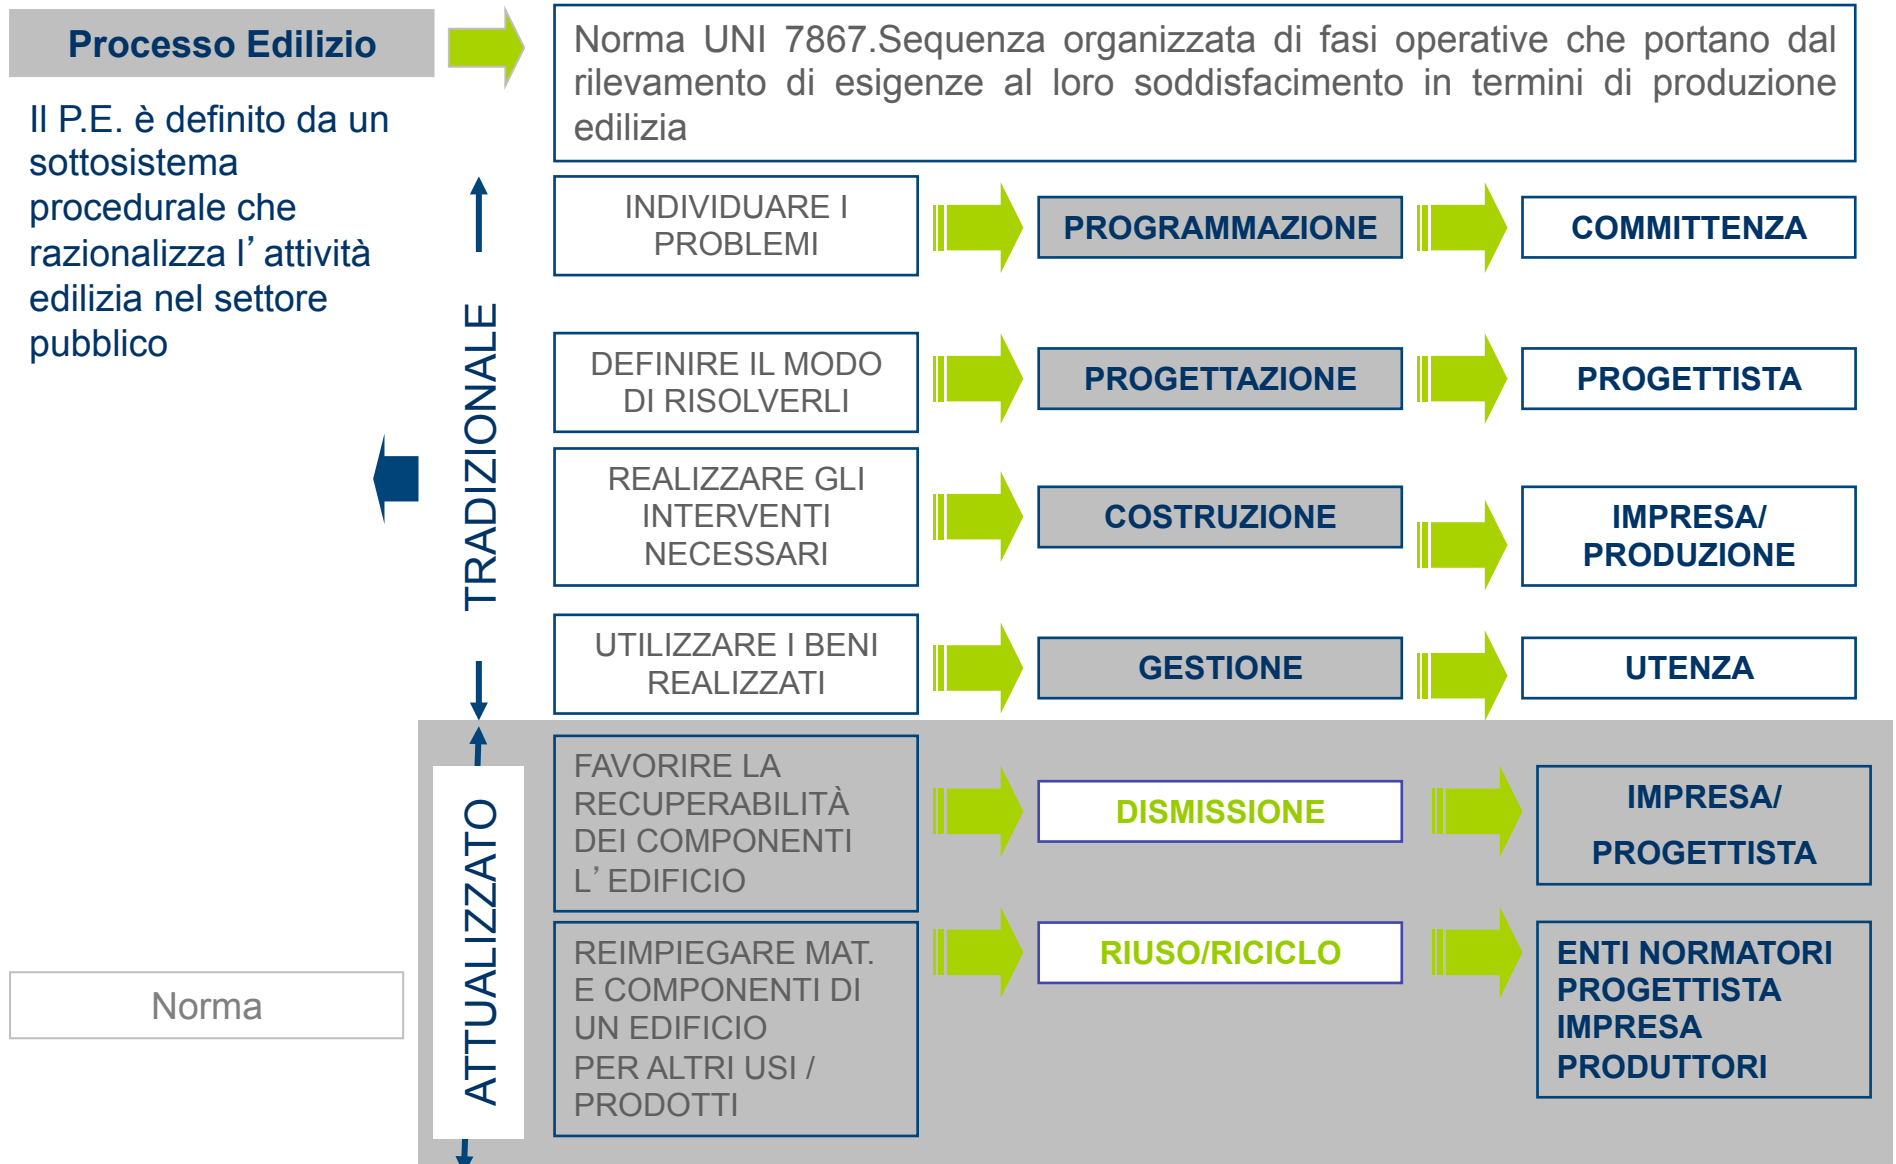 Processo Edilizio
Norma UNI 7867.Sequenza organizzata di fasi operative che portano dal
rilevamento di esigenze al loro soddisfacimento in termini di produzione
edilizia
Il P.E. è definito da un
sottosistema
procedurale che
razionalizza l’attività
edilizia nel settore
pubblico
TRADIZIONALE
INDIVIDUARE I
PROBLEMI
PROGRAMMAZIONE
COMMITTENZA
DEFINIRE IL MODO
DI RISOLVERLI
PROGETTAZIONE
PROGETTISTA
REALIZZARE GLI
INTERVENTI
NECESSARI
COSTRUZIONE
IMPRESA/
PRODUZIONE
UTILIZZARE I BENI
REALIZZATI
GESTIONE
UTENZA
ATTUALIZZATO
FAVORIRE LA
RECUPERABILITÀ
DEI COMPONENTI
L’EDIFICIO
DISMISSIONE
IMPRESA/
PROGETTISTA
REIMPIEGARE MAT.
E COMPONENTI DI
UN EDIFICIO
PER ALTRI USI /
PRODOTTI
RIUSO/RICICLO
ENTI NORMATORI
PROGETTISTA
IMPRESA
PRODUTTORI
Norma